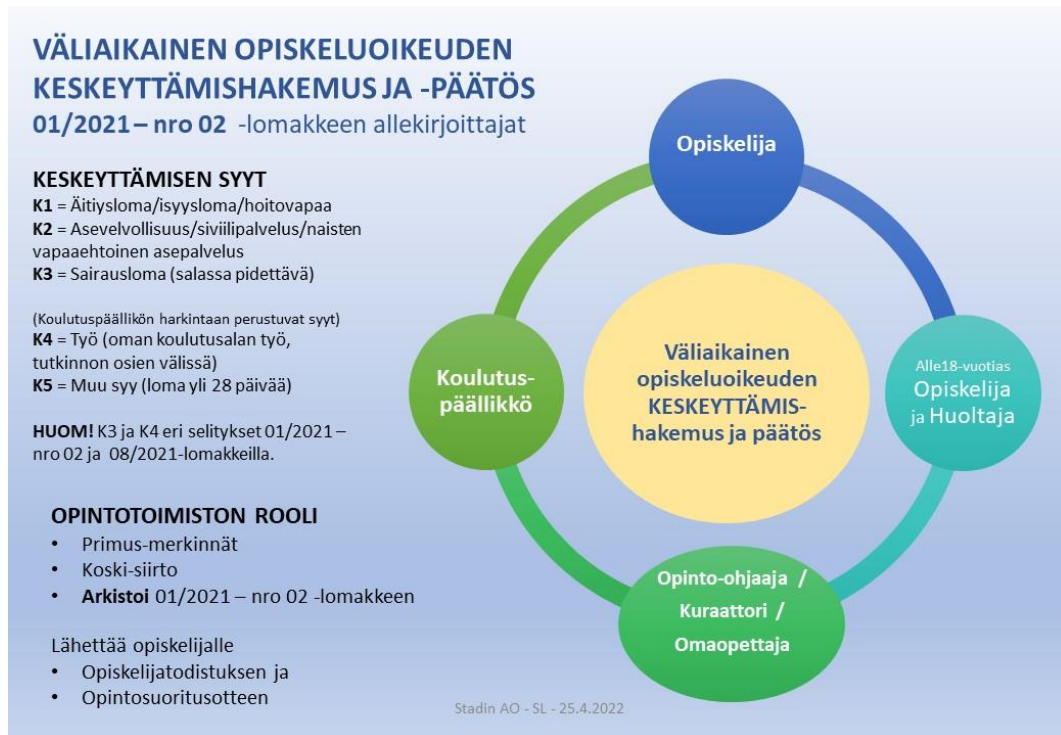 VÄLIAIKAINEN OPISKELUOIKEUDEN
KESKEYTTÄMISHAKEMUS JA -PÄÄTÖS
01/2021 – nro 02 -lomakkeen allekirjoittajat
KESKEYTTÄMISEN SYYT
K1 = Äitiysloma/isyysloma/hoitovapaa
K2 = Asevelvollisuus/siviilipalvelus/naisten
vapaaehtoinen asepalvelus
K3 = Sairausloma (salassa pidettävä)
(Koulutuspäällikön harkintaan perustuvat syyt)
K4 = Työ (oman koulutusalan työ,
tutkinnon osien välissä)
K5 = Muu syy (loma yli 28 päivää)
HUOM! K3 ja K4 eri selitykset 01/2021 –
nro 02 ja 08/2021-lomakkeilla.
OPINTOTOIMISTON ROOLI
• Primus-merkinnät
• Koski-siirto
• Arkistoi 01/2021 – nro 02 -lomakkeen
Lähettää opiskelijalle
• Opiskelijatodistuksen ja
• Opintosuoritusotteen
Opiskelija
Alle18-vuotias
Opiskelija
ja Huoltaja
Opinto-ohjaaja /
Kuraattori /
Omaopettaja
Koulutus-
päällikkö
Väliaikainen
opiskeluoikeuden
KESKEYTTÄMIS-
hakemus ja päätös
Stadin AO - SL - 25.4.2022